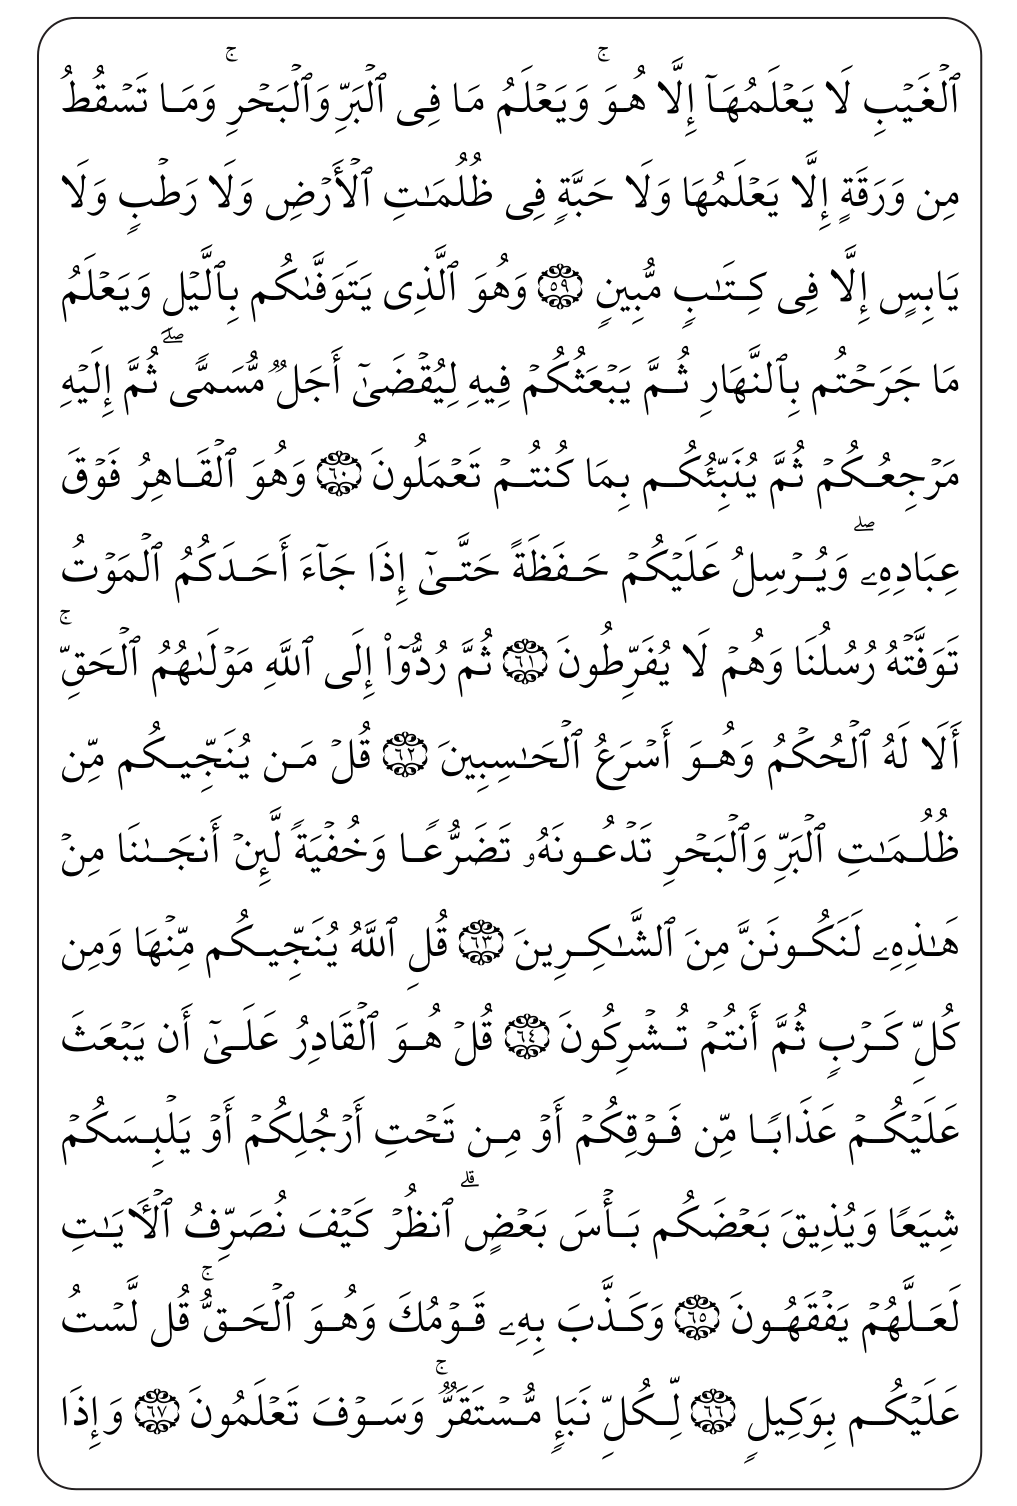 ٱلْغَيْبِ لَا يَعْلَمُهَآ إِلَّا هُوَ ۚ وَيَعْلَمُ مَا فِى ٱلْبَرِّ وَٱلْبَحْرِ ۚ وَمَا تَسْقُطُ
مِن وَرَقَةٍ إِلَّا يَعْلَمُهَا وَلَا حَبَّةٍ فِى ظُلُمَـٰتِ ٱلْأَرْضِ وَلَا رَطْبٍ وَلَا
يَابِسٍ إِلَّا فِى كِتَـٰبٍ مُّبِينٍ ٥٩ وَهُوَ ٱلَّذِى يَتَوَفَّىٰكُم بِٱلَّيْلِ وَيَعْلَمُ
مَا جَرَحْتُم بِٱلنَّهَارِ ثُمَّ يَبْعَثُكُمْ فِيهِ لِيُقْضَىٰٓ أَجَلٌ مُّسَمًّى ۖ ثُمَّ إِلَيْهِ
مَرْجِعُكُمْ ثُمَّ يُنَبِّئُكُم بِمَا كُنتُمْ تَعْمَلُونَ ٦٠ وَهُوَ ٱلْقَاهِرُ فَوْقَ
عِبَادِهِۦ ۖ وَيُرْسِلُ عَلَيْكُمْ حَفَظَةً حَتَّىٰٓ إِذَا جَآءَ أَحَدَكُمُ ٱلْمَوْتُ
تَوَفَّتْهُ رُسُلُنَا وَهُمْ لَا يُفَرِّطُونَ ٦١ ثُمَّ رُدُّوٓا۟ إِلَى ٱللَّهِ مَوْلَىٰهُمُ ٱلْحَقِّ ۚ
أَلَا لَهُ ٱلْحُكْمُ وَهُوَ أَسْرَعُ ٱلْحَـٰسِبِينَ ٦٢ قُلْ مَن يُنَجِّيكُم مِّن
ظُلُمَـٰتِ ٱلْبَرِّ وَٱلْبَحْرِ تَدْعُونَهُۥ تَضَرُّعًا وَخُفْيَةً لَّئِنْ أَنجَىٰنَا مِنْ
هَـٰذِهِۦ لَنَكُونَنَّ مِنَ ٱلشَّـٰكِرِينَ ٦٣ قُلِ ٱللَّهُ يُنَجِّيكُم مِّنْهَا وَمِن
كُلِّ كَرْبٍ ثُمَّ أَنتُمْ تُشْرِكُونَ ٦٤ قُلْ هُوَ ٱلْقَادِرُ عَلَىٰٓ أَن يَبْعَثَ
عَلَيْكُمْ عَذَابًا مِّن فَوْقِكُمْ أَوْ مِن تَحْتِ أَرْجُلِكُمْ أَوْ يَلْبِسَكُمْ
شِيَعًا وَيُذِيقَ بَعْضَكُم بَأْسَ بَعْضٍ ۗ ٱنظُرْ كَيْفَ نُصَرِّفُ ٱلْـَٔايَـٰتِ
لَعَلَّهُمْ يَفْقَهُونَ ٦٥ وَكَذَّبَ بِهِۦ قَوْمُكَ وَهُوَ ٱلْحَقُّ ۚ قُل لَّسْتُ
عَلَيْكُم بِوَكِيلٍ ٦٦ لِّكُلِّ نَبَإٍ مُّسْتَقَرٌّ ۚ وَسَوْفَ تَعْلَمُونَ ٦٧ وَإِذَا